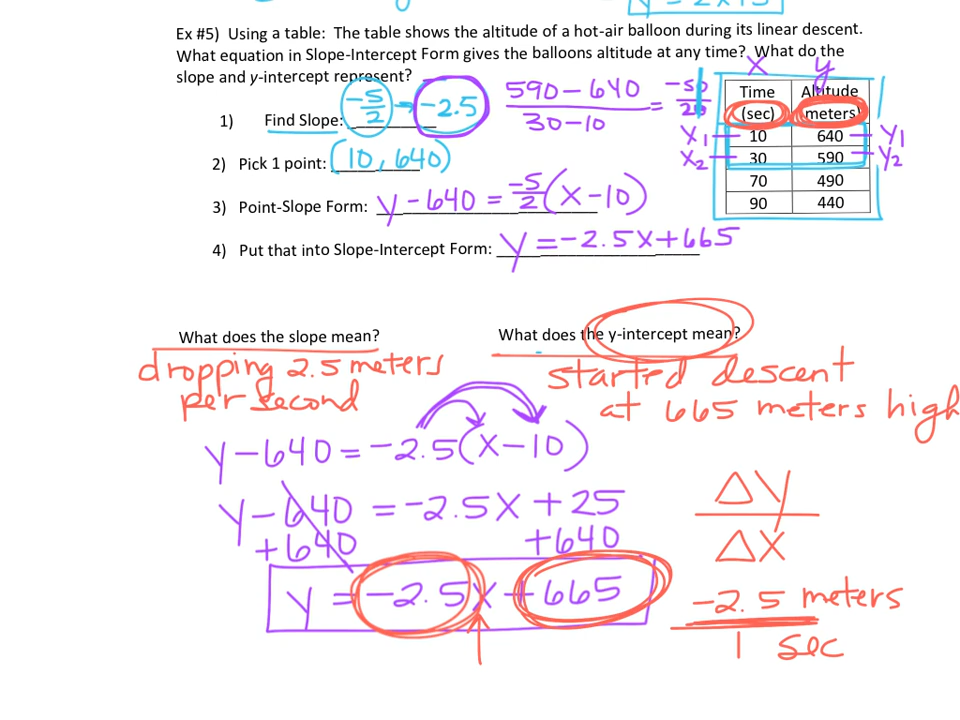 Ex #5) Using a table: The table shows the altitude of a hot-air balloon during its linear descent.
What equation in Slope-Intercept Form gives the balloons altitude at any time? What do the
slope and y-intercept represent?
x y
Time Altitude
(sec) (meters)
x1 10 640 y1
x2 30 590 y2
70 490
90 440
1) Find Slope: -5/2 → -2.5 (590-640)/(30-10) =
2) Pick 1 point: (10, 640)
3) Point-Slope Form: y-640 = -5/2(x-10)
4) Put that into Slope-Intercept Form: y=-2.5x+665
What does the slope mean? What does the y-intercept mean?
dropping 2.5 meters
per second
started descent
at 665 meters high
y-640=-2.5(x-10)
y-640 = -2.5x+25
+640 +640
y = -2.5x+665
Δy
Δx
-2.5 meters
1 sec